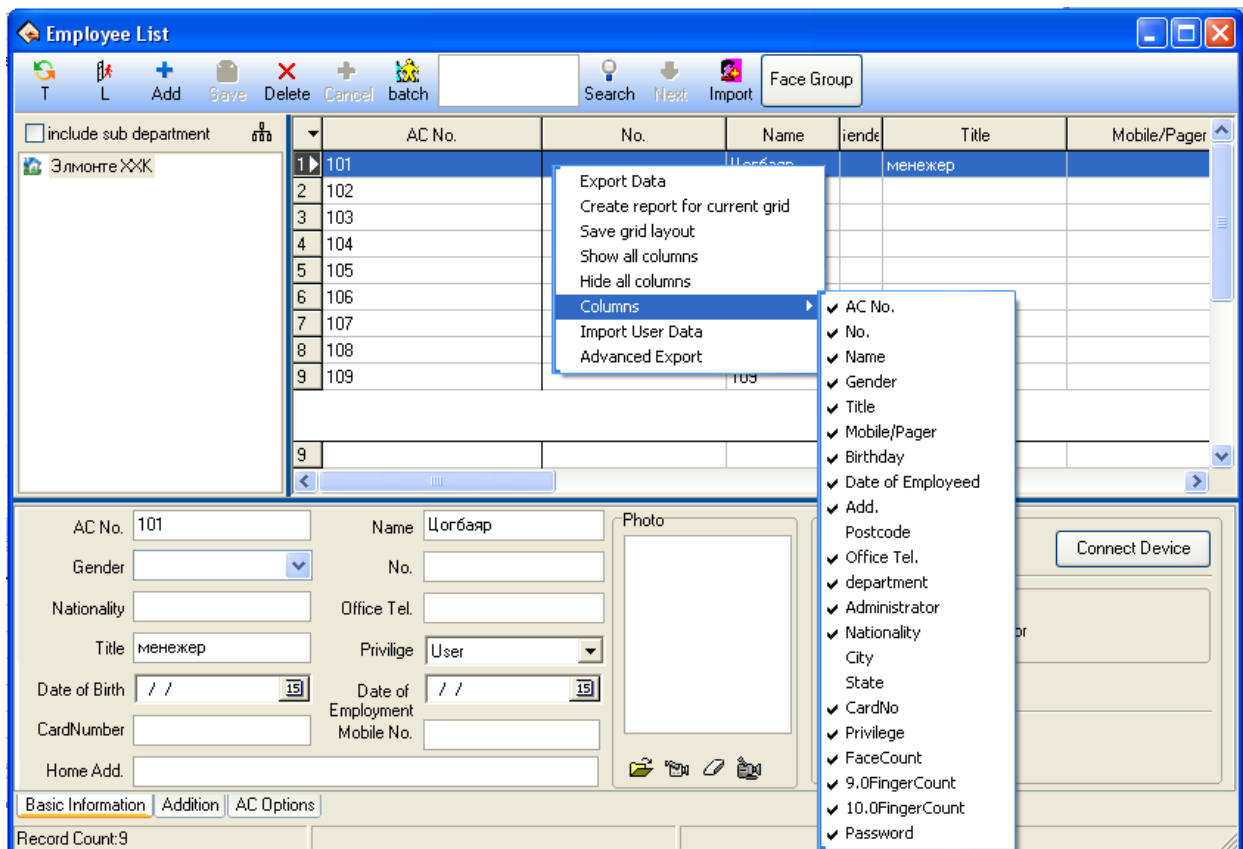 Employee List
T L Add Save Delete Cancel batch Search Next Import Face Group
include sub department
Элмонте ХХК
AC No. No. Name iende Title Mobile/Pager
1 101 Цогбаяр менежер
2 102
3 103
4 104
5 105
6 106
7 107
8 108
9 109 109
9
Export Data
Create report for current grid
Save grid layout
Show all columns
Hide all columns
Columns
Import User Data
Advanced Export
AC No.
No.
Name
Gender
Title
Mobile/Pager
Birthday
Date of Employeed
Add.
Postcode
Office Tel.
department
Administrator
Nationality
City
State
CardNo
Privilege
FaceCount
9.0FingerCount
10.0FingerCount
Password
AC No. 101 Name Цогбаяр
Gender No.
Nationality Office Tel.
Title менежер Privilige User
Date of Birth / / 15 Date of Employment / / 15
CardNumber Mobile No.
Home Add.
Photo
Connect Device
or
Basic Information Addition AC Options
Record Count:9